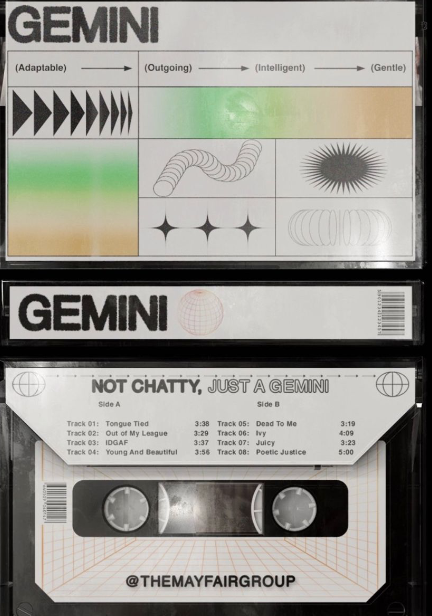 GEMINI
(Adaptable) (Outgoing) (Intelligent) (Gentle)
GEMINI
NOT CHATTY, JUST A GEMINI
Side A Side B
Track 01: Tongue Tied 3:38 Track 05: Dead To Me 3:19
Track 02: Out of My League 3:29 Track 06: Ivy 4:09
Track 03: IDGAF 3:37 Track 07: Juicy 3:23
Track 04: Young And Beautiful 3:56 Track 08: Poetic Justice 5:00
@THEMAYFAIRGROUP